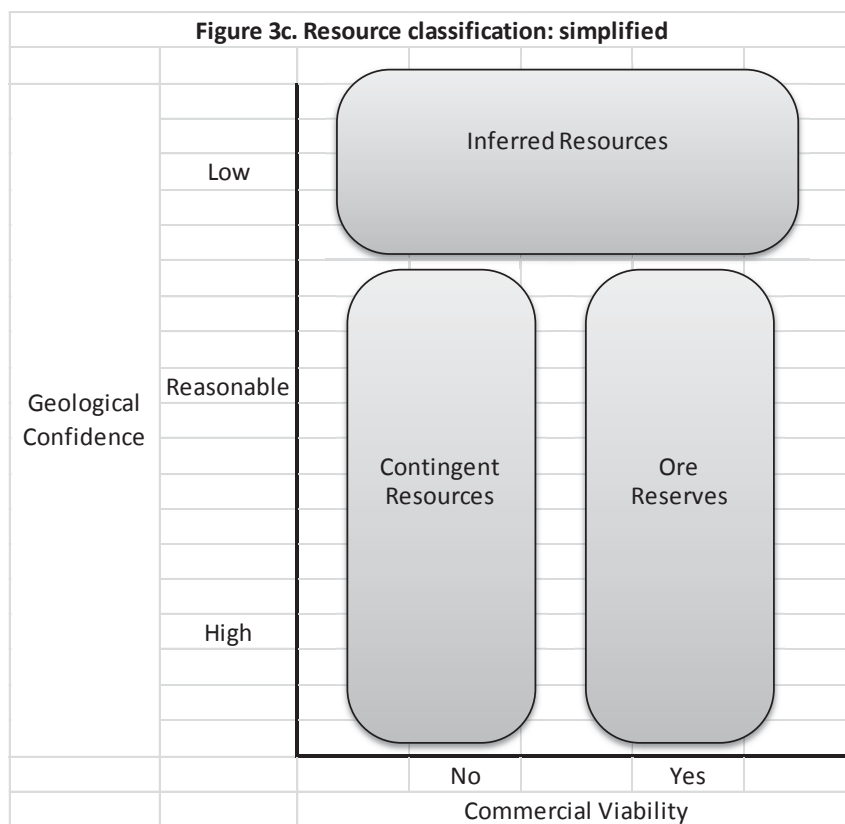 Figure 3c. Resource classification: simplified
Inferred Resources
Low
Reasonable
Geological
Confidence
Contingent
Resources
Ore
Reserves
High
No
Yes
Commercial Viability